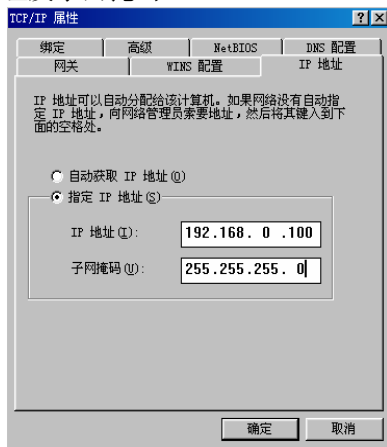 TCP/IP 属性
绑定 高级 NetBIOS DNS 配置
网关 WINS 配置 IP 地址
IP 地址可以自动分配给该计算机。如果网络没有自动指
定 IP 地址，向网络管理员索要地址，然后将其键入到下
面的空格处。
自动获取 IP 地址(O)
指定 IP 地址(S)
IP 地址(I): 192.168. 0 .100
子网掩码(U): 255.255.255. 0
确定 取消